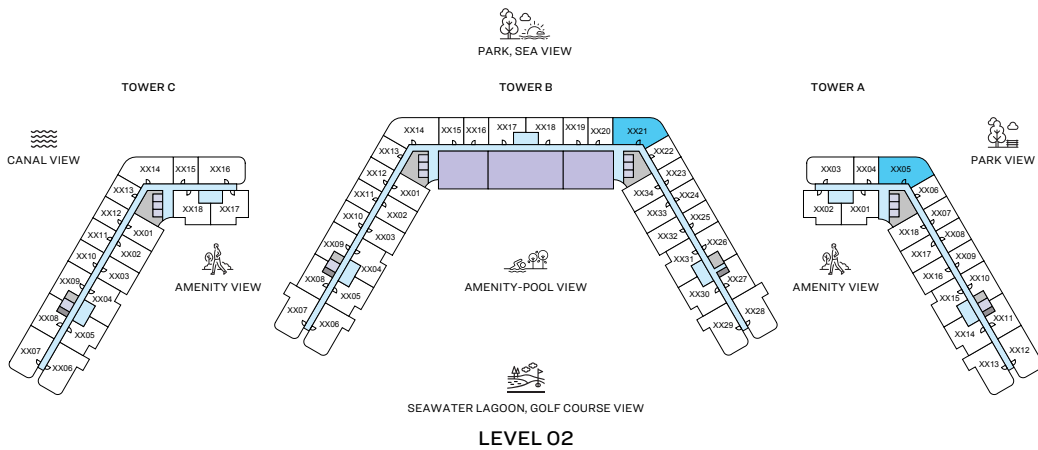 PARK, SEA VIEW
TOWER C
TOWER B
TOWER A
CANAL VIEW
PARK VIEW
XX14
XX15
XX16
XX13
XX12
XX11
XX10
XX09
XX08
XX07
XX06
XX05
XX04
XX03
XX02
XX01
XX18
XX17
AMENITY VIEW
XX14
XX15
XX16
XX17
XX18
XX19
XX20
XX21
XX13
XX12
XX11
XX10
XX09
XX08
XX07
XX06
XX05
XX04
XX03
XX02
XX01
XX22
XX23
XX24
XX25
XX26
XX27
XX28
XX29
XX30
XX31
XX32
XX33
XX34
AMENITY-POOL VIEW
XX03
XX04
XX05
XX02
XX01
XX06
XX07
XX08
XX09
XX10
XX11
XX12
XX13
XX14
XX15
XX16
XX17
XX18
AMENITY VIEW
SEAWATER LAGOON, GOLF COURSE VIEW
LEVEL 02